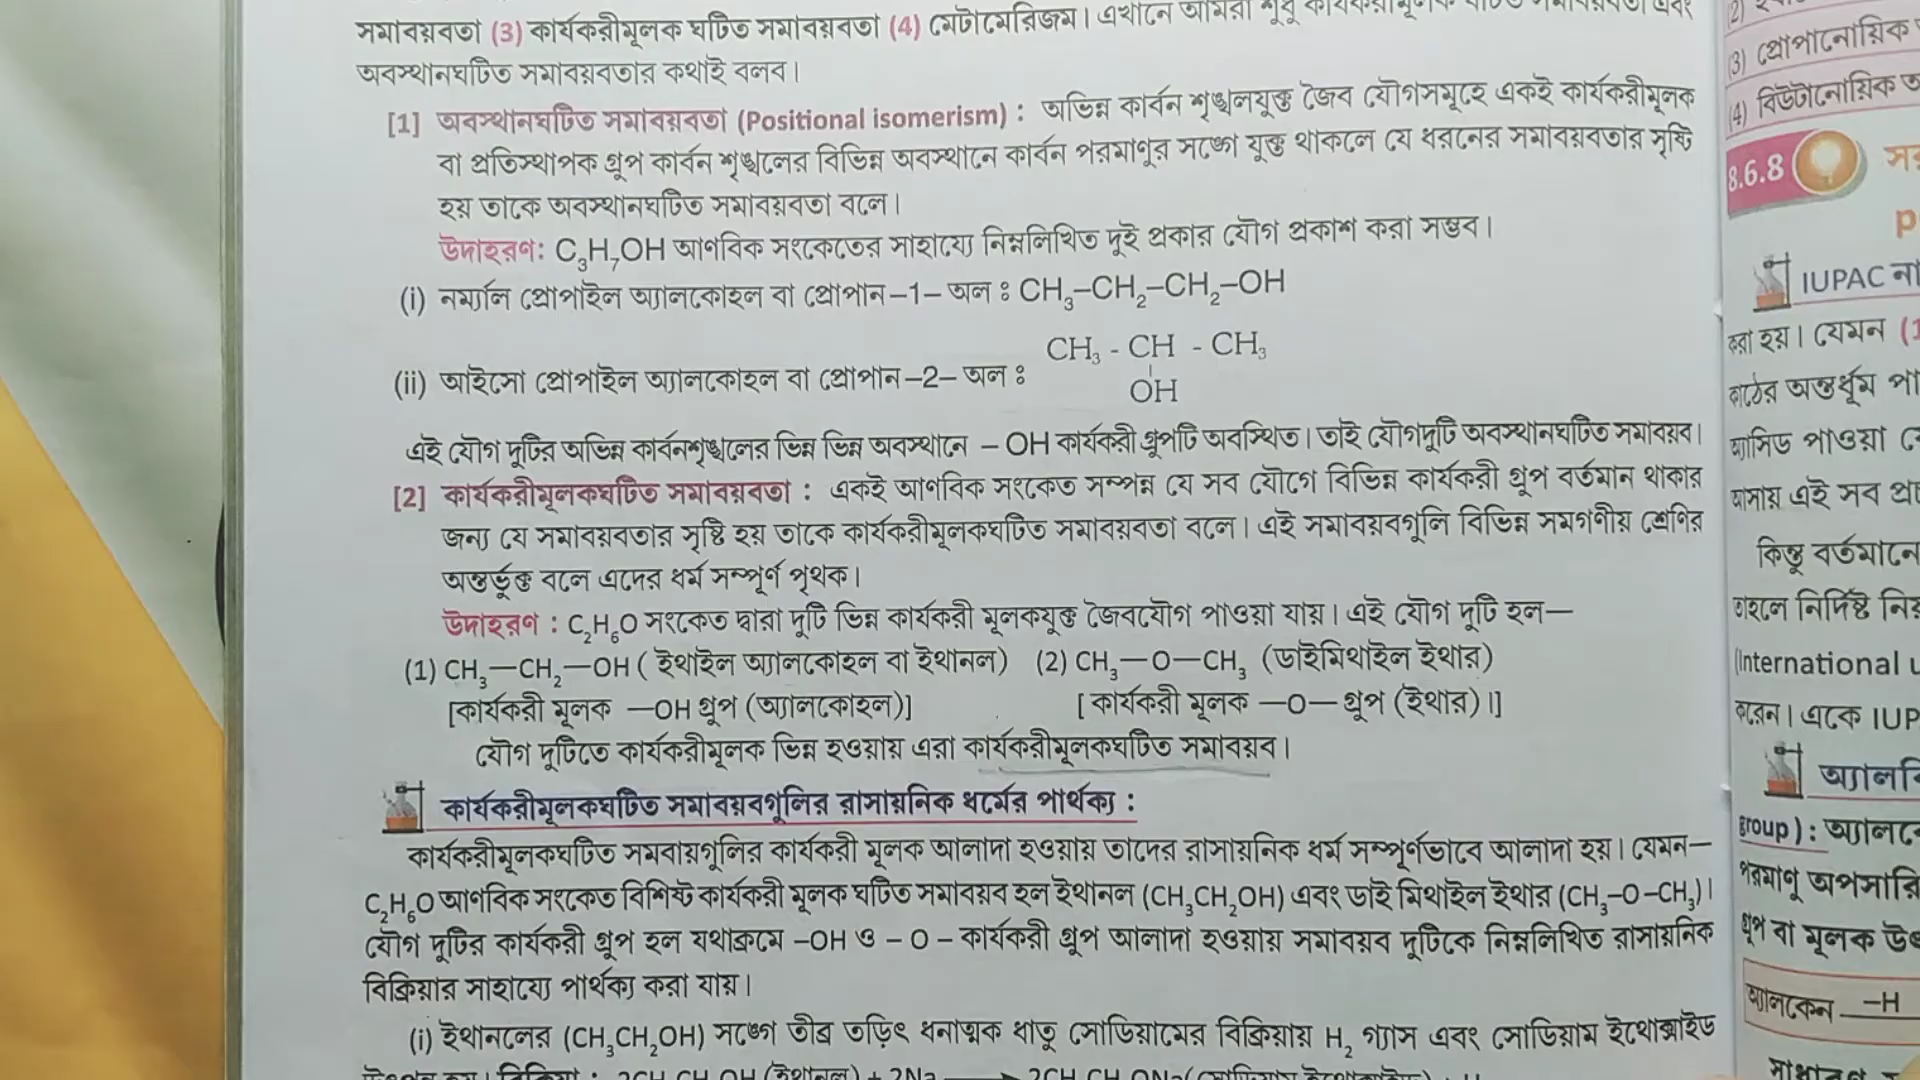 সমাবয়বতা (3) কার্যকরীমূলক ঘটিত সমাবয়বতা (4) মেটামেরিজম। এখানে আমরা শুধু কার্যকরীমূলক ঘটিত সমাবয়বতা এবং
অবস্থানঘটিত সমাবয়বতার কথাই বলব।
[1] অবস্থানঘটিত সমাবয়বতা (Positional isomerism) : অভিন্ন কার্বন শৃঙ্খলযুক্ত জৈব যৌগসমূহে একই কার্যকরীমূলক
বা প্রতিস্থাপক গ্রুপ কার্বন শৃঙ্খলের বিভিন্ন অবস্থানে কার্বন পরমাণুর সঙ্গে যুক্ত থাকলে যে ধরনের সমাবয়বতার সৃষ্টি
হয় তাকে অবস্থানঘটিত সমাবয়বতা বলে।
উদাহরণ: C₃H₇OH আণবিক সংকেতের সাহায্যে নিম্নলিখিত দুই প্রকার যৌগ প্রকাশ করা সম্ভব।
(i) নর্ম্যাল প্রোপাইল অ্যালকোহল বা প্রোপান–1– অল ঃ CH₃–CH₂–CH₂–OH
CH₃ - CH - CH₃
(ii) আইসো প্রোপাইল অ্যালকোহল বা প্রোপান–2– অল ঃ
OH
এই যৌগ দুটির অভিন্ন কার্বনশৃঙ্খলের ভিন্ন ভিন্ন অবস্থানে – OH কার্যকরী গ্রুপটি অবস্থিত। তাই যৌগদুটি অবস্থানঘটিত সমাবয়ব।
[2] কার্যকরীমূলকঘটিত সমাবয়বতা : একই আণবিক সংকেত সম্পন্ন যে সব যৌগে বিভিন্ন কার্যকরী গ্রুপ বর্তমান থাকার
জন্য যে সমাবয়বতার সৃষ্টি হয় তাকে কার্যকরীমূলকঘটিত সমাবয়বতা বলে। এই সমাবয়বগুলি বিভিন্ন সমগণীয় শ্রেণির
অন্তর্ভুক্ত বলে এদের ধর্ম সম্পূর্ণ পৃথক।
উদাহরণ : C₂H₆O সংকেত দ্বারা দুটি ভিন্ন কার্যকরী মূলকযুক্ত জৈবযৌগ পাওয়া যায়। এই যৌগ দুটি হল—
(1) CH₃—CH₂—OH ( ইথাইল অ্যালকোহল বা ইথানল) (2) CH₃—O—CH₃ (ডাইমিথাইল ইথার)
[কার্যকরী মূলক —OH গ্রুপ (অ্যালকোহল)] [ কার্যকরী মূলক —O— গ্রুপ (ইথার)।]
যৌগ দুটিতে কার্যকরীমূলক ভিন্ন হওয়ায় এরা কার্যকরীমূলকঘটিত সমাবয়ব।
কার্যকরীমূলকঘটিত সমাবয়বগুলির রাসায়নিক ধর্মের পার্থক্য :
কার্যকরীমূলকঘটিত সমবায়গুলির কার্যকরী মূলক আলাদা হওয়ায় তাদের রাসায়নিক ধর্ম সম্পূর্ণভাবে আলাদা হয়। যেমন—
C₂H₆O আণবিক সংকেত বিশিষ্ট কার্যকরী মূলক ঘটিত সমাবয়ব হল ইথানল (CH₃CH₂OH) এবং ডাই মিথাইল ইথার (CH₃–O–CH₃)।
যৌগ দুটির কার্যকরী গ্রুপ হল যথাক্রমে –OH ও – O – কার্যকরী গ্রুপ আলাদা হওয়ায় সমাবয়ব দুটিকে নিম্নলিখিত রাসায়নিক
বিক্রিয়ার সাহায্যে পার্থক্য করা যায়।
(i) ইথানলের (CH₃CH₂OH) সঙ্গে তীব্র তড়িৎ ধনাত্মক ধাতু সোডিয়ামের বিক্রিয়ায় H₂ গ্যাস এবং সোডিয়াম ইথোক্সাইড
(3) প্রোপানোয়িক
(4) বিউটানোয়িক
8.6.8
IUPAC
করা হয়। যেমন (1
কাঠের অন্তর্ধূম
পাওয়া
এই সব
কিন্তু বর্তমানে
তাহলে নির্দিষ্ট
(International
করেন। একে IUP
group) :
পরমাণু
বা মূলক
অ্যালকেন –H